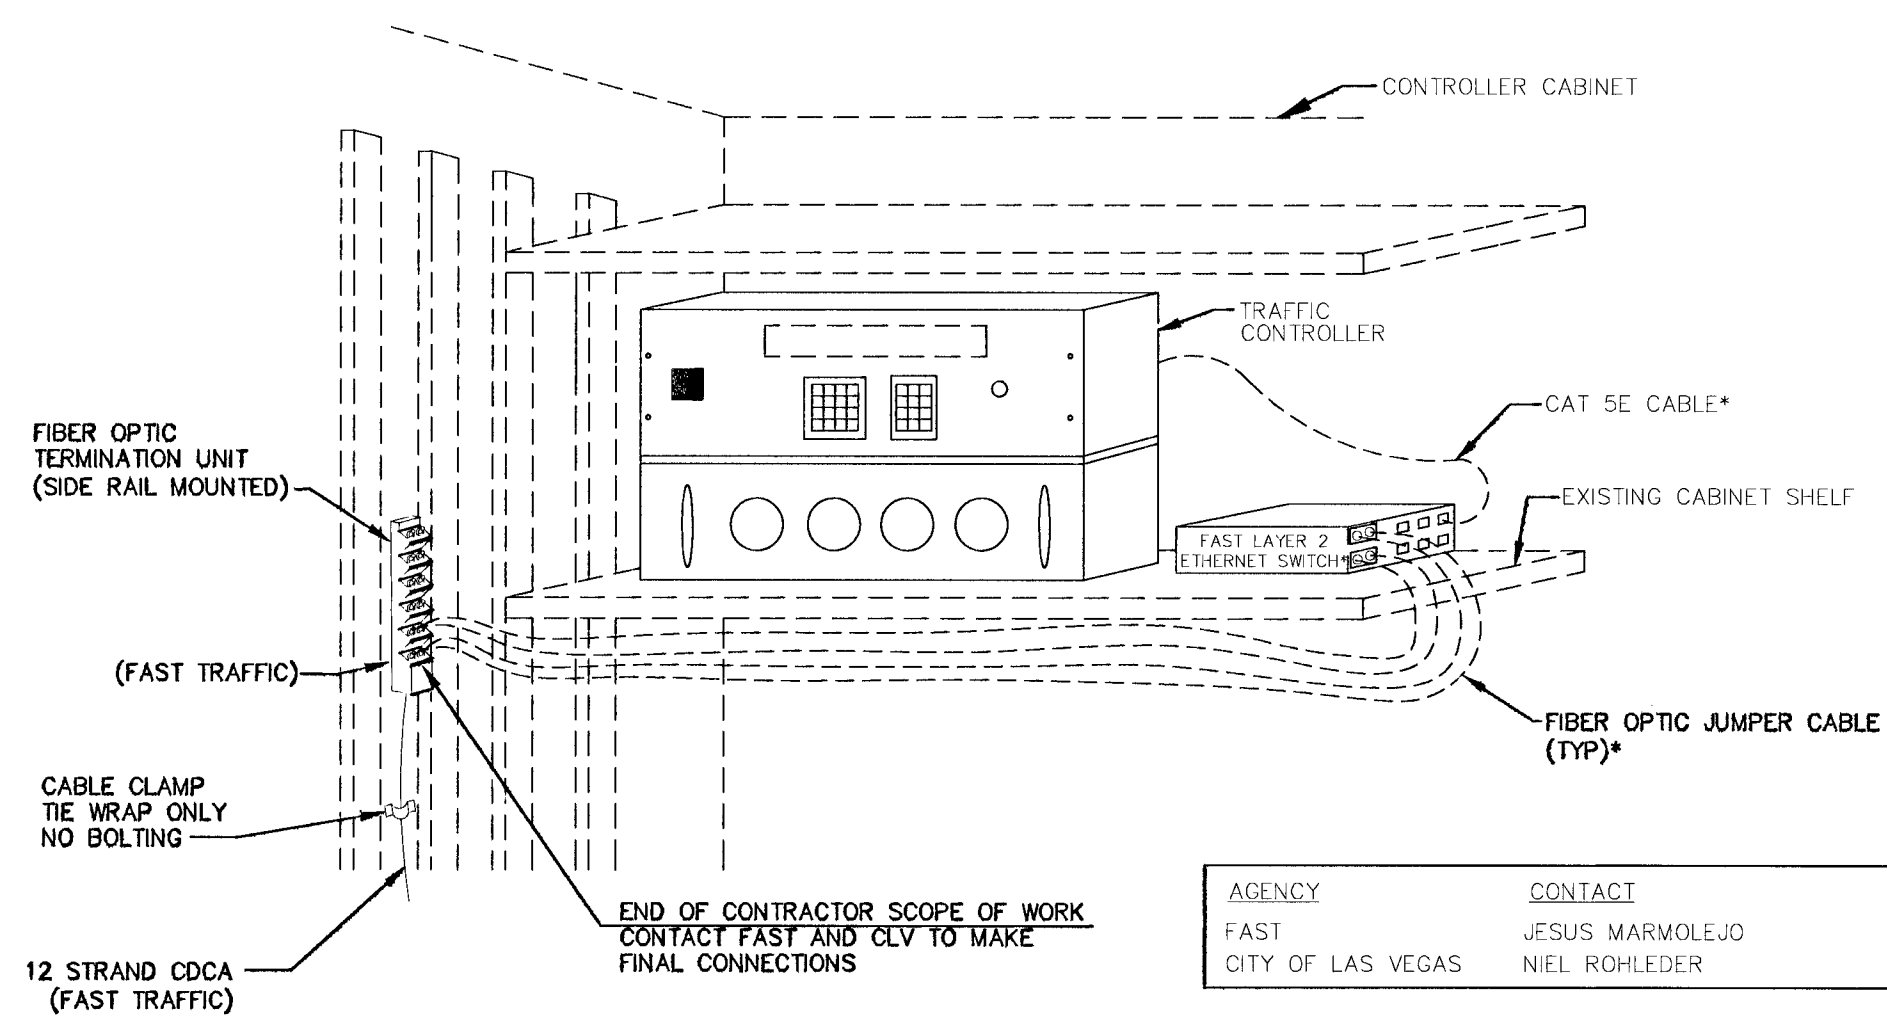 CONTROLLER CABINET
TRAFFIC
CONTROLLER
CAT 5E CABLE*
FIBER OPTIC
TERMINATION UNIT
(SIDE RAIL MOUNTED)
EXISTING CABINET SHELF
FAST LAYER 2
ETHERNET SWITCH*
(FAST TRAFFIC)
FIBER OPTIC JUMPER CABLE
(TYP)*
CABLE CLAMP
TIE WRAP ONLY
NO BOLTING
END OF CONTRACTOR SCOPE OF WORK
CONTACT FAST AND CLV TO MAKE
FINAL CONNECTIONS
12 STRAND CDCA
(FAST TRAFFIC)
AGENCY CONTACT
FAST JESUS MARMOLEJO
CITY OF LAS VEGAS NIEL ROHLEDER